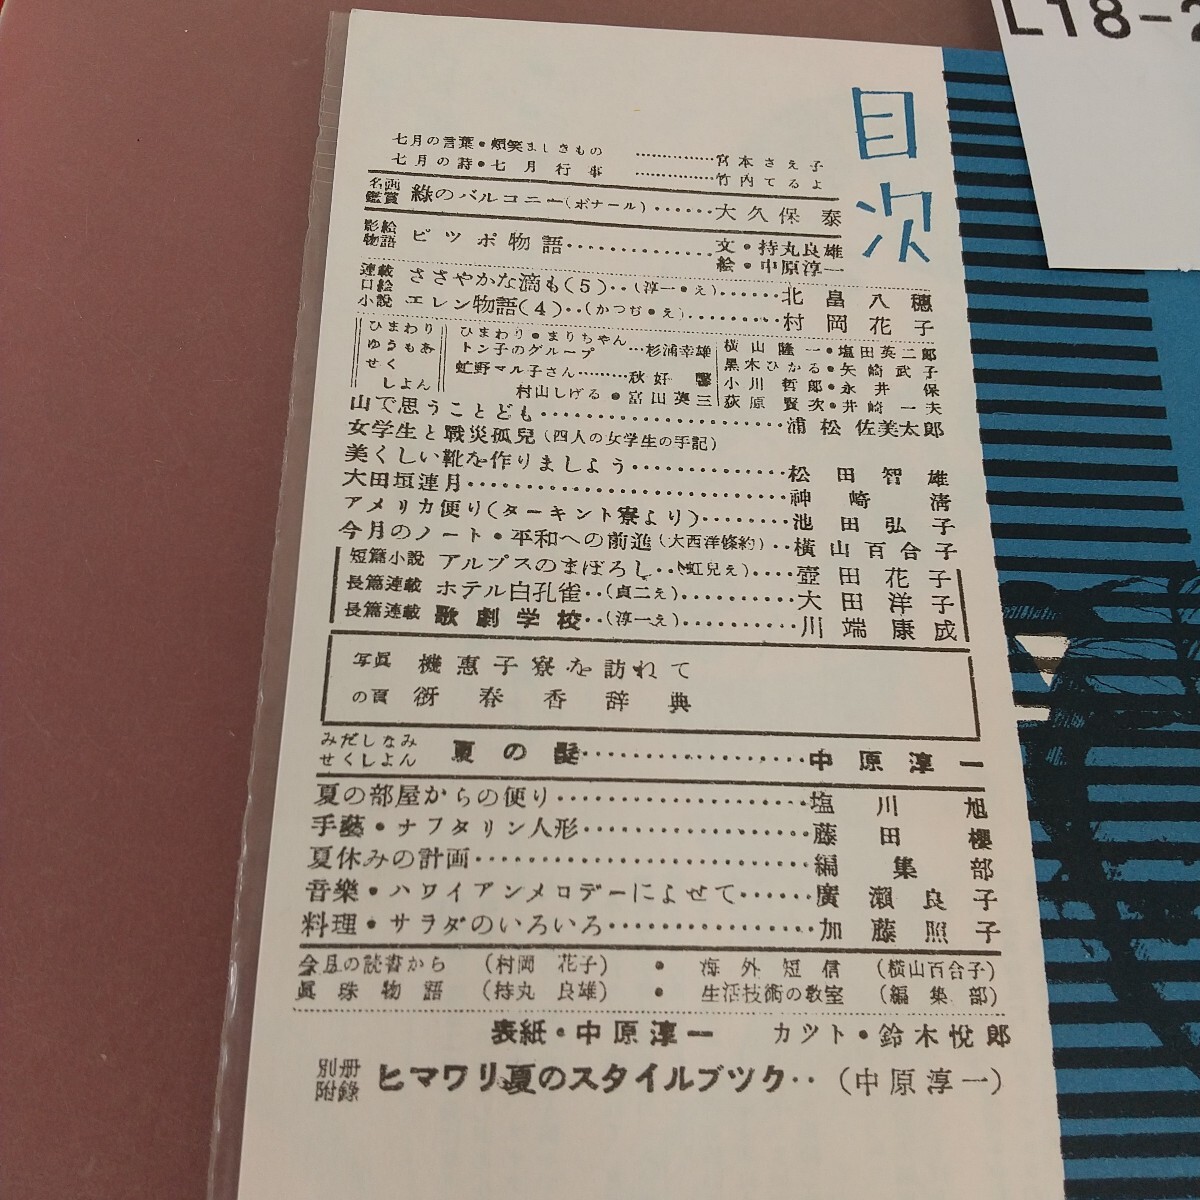 L18-2
目次
七月の言葉・頰笑ましきもの ……………宮本さえ子
七月の詩・七月行事 ……………竹内てるよ
名画鑑賞 緑のバルコニー(ボナール)……大久保泰
影絵物語 ピツポ物語…………文・持丸良雄
絵・中原淳一
連載口絵小説 ささやかな滴も(5)‥(淳一・え)……北畠八穂
エレン物語(4)‥(かつぢ・え)………村岡花子
ひまわりゆうもあせくしよん
ひまわり・まりちゃん
トン子のグループ …杉浦幸雄
虹野マル子さん………秋好馨
村山しげる・富田英三
横山隆一・塩田英二郎
黒木ひかる・矢崎武子
小川哲郎・永井保
荻原賢次・井崎一夫
山で思うことども……………………浦松佐美太郎
女学生と戰災孤兒(四人の女学生の手記)
美くしい靴を作りましよう……………松田智雄
大田垣連月……………………………神崎淸
アメリカ便り(ターキント寮より)………池田弘子
今月のノート・平和への前進(大西洋條約)‥横山百合子
短篇小説 アルプスのまぼろし‥(虹兒え)……壺田花子
長篇連載 ホテル白孔雀‥(貞二え)…………大田洋子
長篇連載 歌劇学校‥(淳一え)…………川端康成
写眞の頁 機惠子寮を訪れて
春香辞典
みだしなみせくしよん 夏の髪…………………中原淳一
夏の部屋からの便り……………………塩川旭
手藝・ナフタリン人形…………………藤田櫻
夏休みの計画……………………………編集部
音樂・ハワイアンメロデーによせて……廣瀬良子
料理・サラダのいろいろ………………加藤照子
今月の読書から (村岡花子) ・ 海外短信 (横山百合子)
眞珠物語 (持丸良雄) ・ 生活技術の教室 (編集部)
表紙・中原淳一 カツト・鈴木悦郎
別册附錄 ヒマワリ夏のスタイルブツク‥(中原淳一)